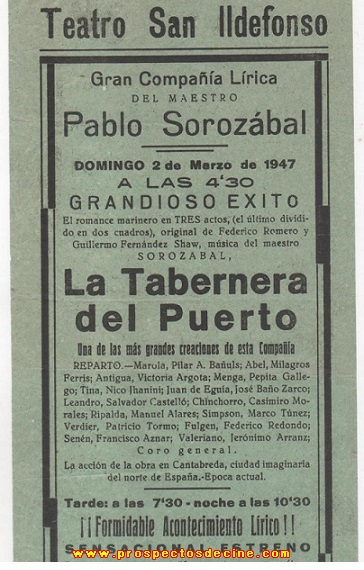 Teatro San Ildefonso
Gran Compañía Lírica
DEL MAESTRO
Pablo Sorozábal
DOMINGO 2 de Marzo de 1947
A LAS 4'30
GRANDIOSO EXITO
El romance marinero en TRES actos, (el último dividi-
do en dos cuadros), original de Federico Romero y
Guillermo Fernández Shaw, música del maestro
SOROZABAL,
La Tabernera
del Puerto
Una de las más grandes creaciones de esta Compañía
REPARTO.—Marola, Pilar A. Bañuls; Abel, Milagros
Ferris; Antigua, Victoria Argota; Menga, Pepita Galle-
go; Tina, Nico Jhanini; Juan de Eguía, José Baño Zarco;
Leandro, Salvador Castelló; Chinchorro, Casimiro Mo-
rales; Ripalda, Manuel Alares; Simpson, Marco Túnez;
Verdier, Patricio Tormo; Fulgen, Federico Redondo;
Senén, Francisco Aznar; Valeriano, Jerónimo Arranz;
Coro general.
La acción de la obra en Cantabreda, ciudad imaginaria
del norte de España.-Epoca actual.
Tarde: a las 7'30 - noche a las 10'30
¡¡Formidable Acontecimiento Lírico!!
SENSACIONAL ESTRENO
www.prospectosdecine.com